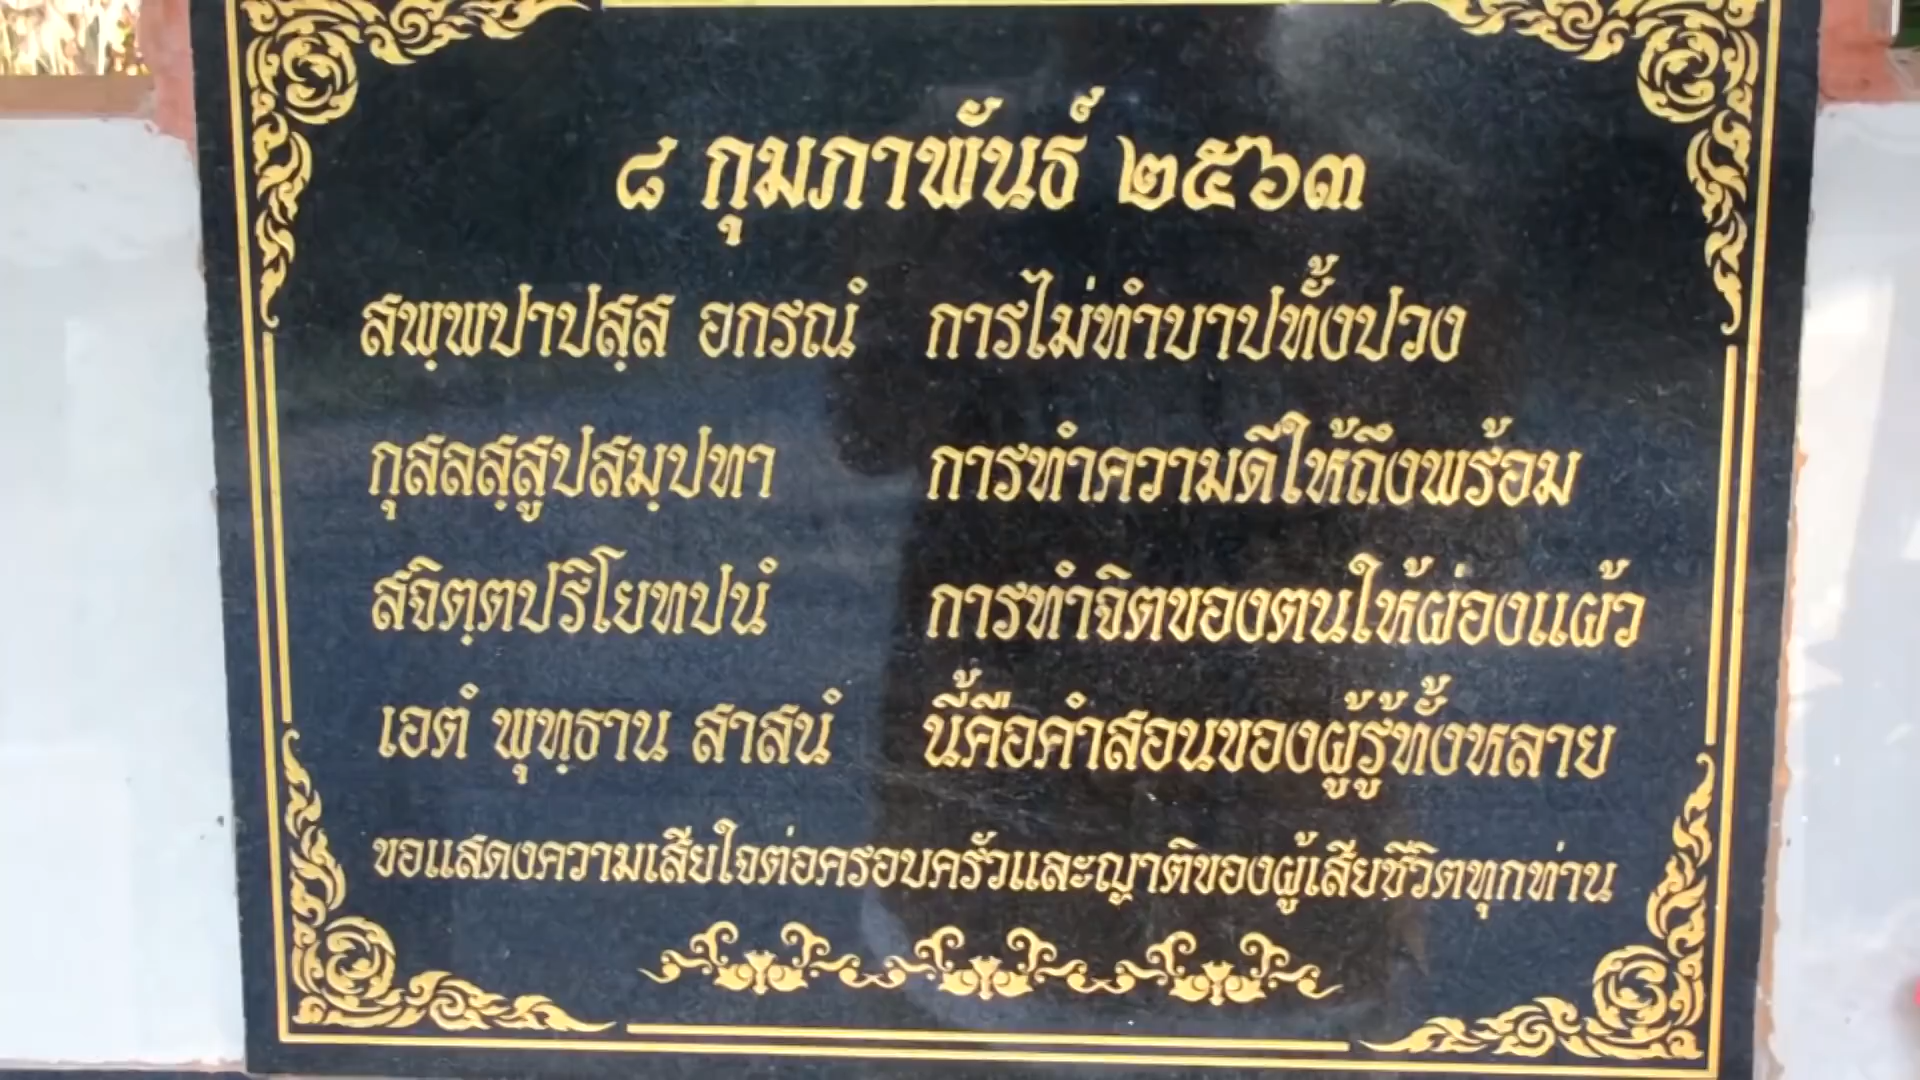 ๘ กุมภาพันธ์ ๒๕๖๓
สพฺพปาปสฺส อกรณํ การไม่ทำบาปทั้งปวง
กุสลสฺสูปสมฺปทา การทำความดีให้ถึงพร้อม
สจิตฺตปริโยทปนํ การทำจิตของตนให้ผ่องแผ้ว
เอตํ พุทฺธาน สาสนํ นี้คือคำสอนของผู้รู้ทั้งหลาย
ขอแสดงความเสียใจต่อครอบครัวและญาติของผู้เสียชีวิตทุกท่าน